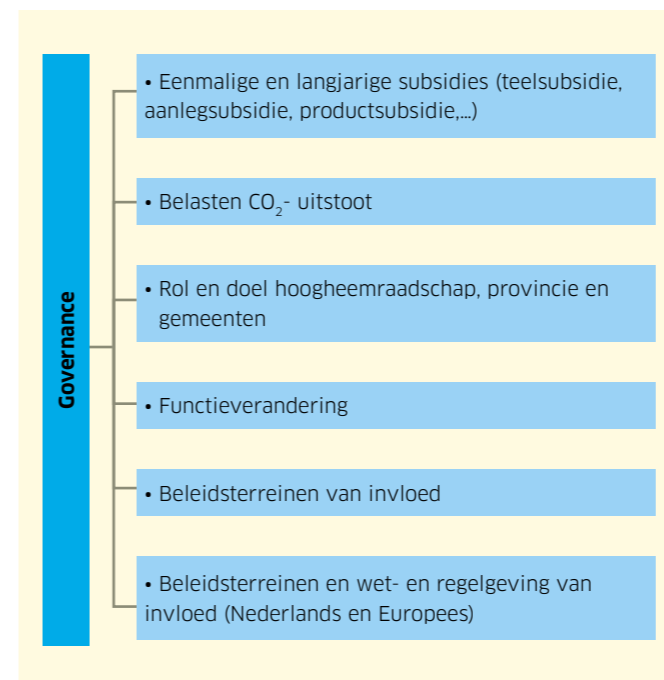 Governance
• Eenmalige en langjarige subsidies (teelsubsidie,
aanlegsubsidie, productsubsidie,...)
• Belasten CO₂- uitstoot
• Rol en doel hoogheemraadschap, provincie en
gemeenten
• Functieverandering
• Beleidsterreinen van invloed
• Beleidsterreinen en wet- en regelgeving van
invloed (Nederlands en Europees)